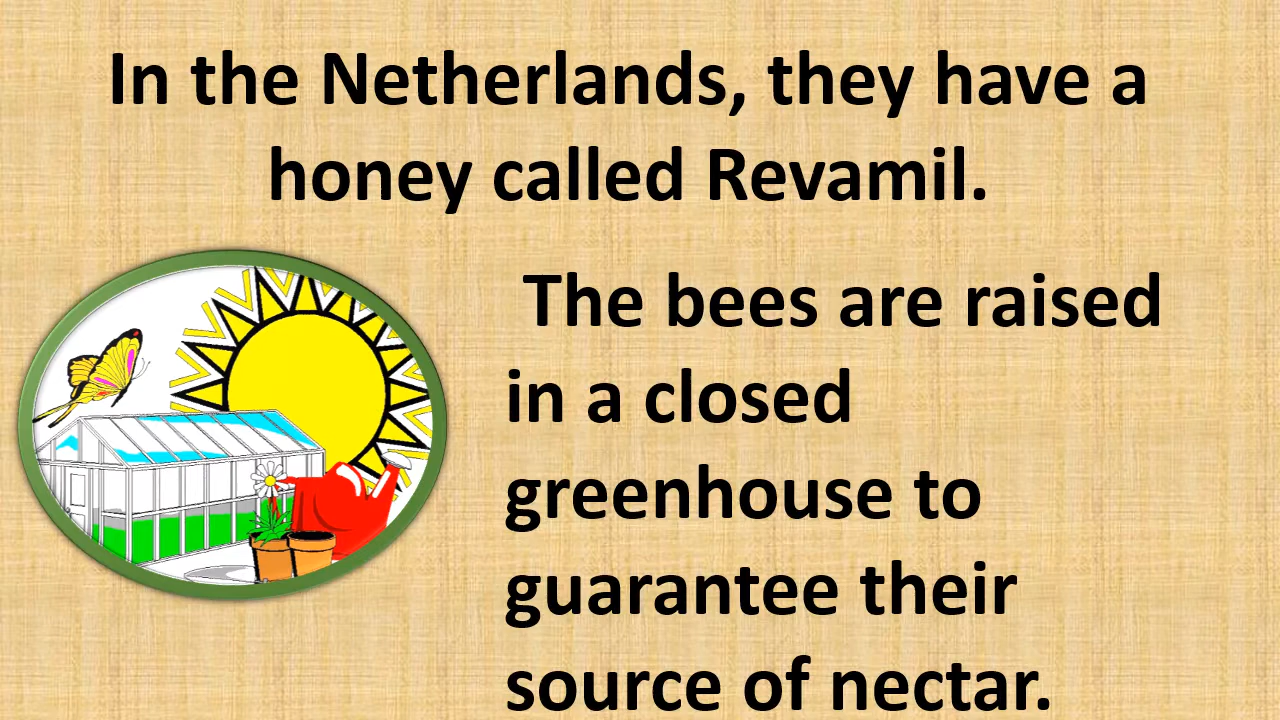 In the Netherlands, they have a
honey called Revamil.
The bees are raised
in a closed
greenhouse to
guarantee their
source of nectar.